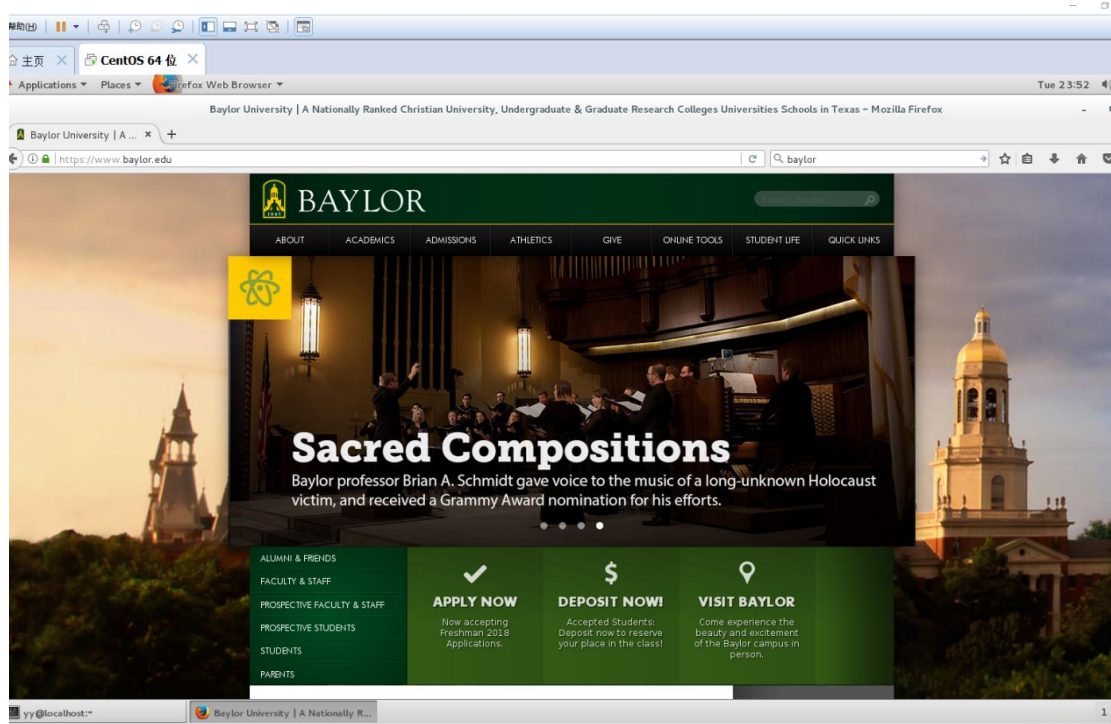 帮助(H)
主页
CentOS 64 位
Applications Places Firefox Web Browser Tue 23:52
Baylor University | A Nationally Ranked Christian University, Undergraduate & Graduate Research Colleges Universities Schools in Texas – Mozilla Firefox
Baylor University | A ...
https://www.baylor.edu baylor
BAYLOR
1845
Search Baylor...
ABOUT ACADEMICS ADMISSIONS ATHLETICS GIVE ONLINE TOOLS STUDENT LIFE QUICK LINKS
Sacred Compositions
Baylor professor Brian A. Schmidt gave voice to the music of a long-unknown Holocaust
victim, and received a Grammy Award nomination for his efforts.
ALUMNI & FRIENDS
FACULTY & STAFF
PROSPECTIVE FACULTY & STAFF
PROSPECTIVE STUDENTS
STUDENTS
PARENTS
APPLY NOW
Now accepting
Freshman 2018
Applications.
DEPOSIT NOW!
Accepted Students:
Deposit now to reserve
your place in the class!
VISIT BAYLOR
Come experience the
beauty and excitement
of the Baylor campus in
person.
yy@localhost:~
Baylor University | A Nationally R...
1